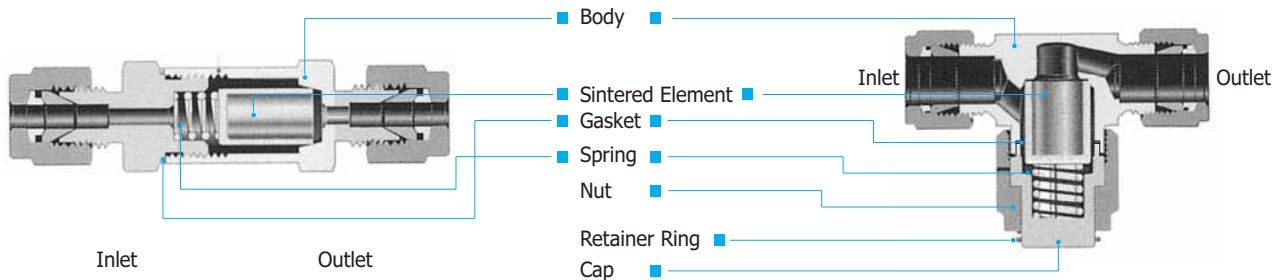 Body
Inlet
Outlet
Sintered Element
Gasket
Spring
Nut
Retainer Ring
Inlet
Outlet
Cap